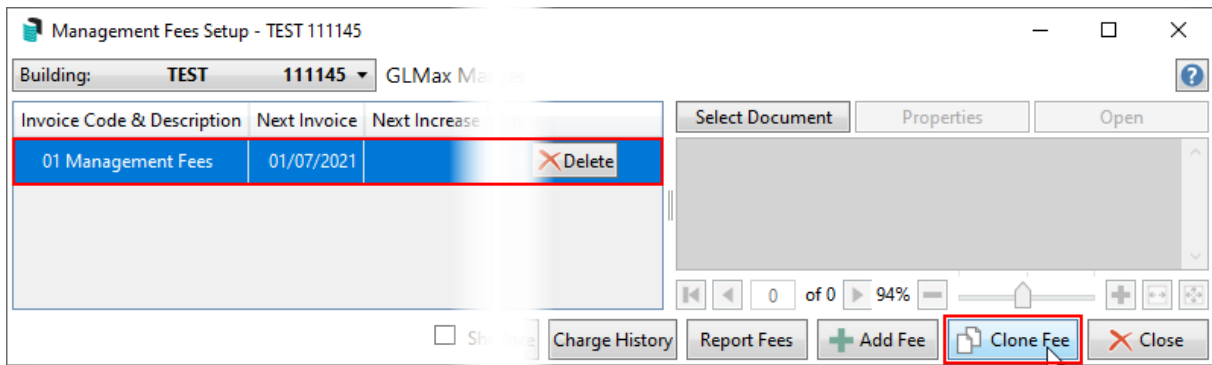 Management Fees Setup - TEST 111145
Building: TEST 111145 GLMax
Invoice Code & Description Next Invoice Next Increase Select Document Properties Open
01 Management Fees 01/07/2021 Delete
0 of 0 94%
Charge History Report Fees Add Fee Clone Fee Close